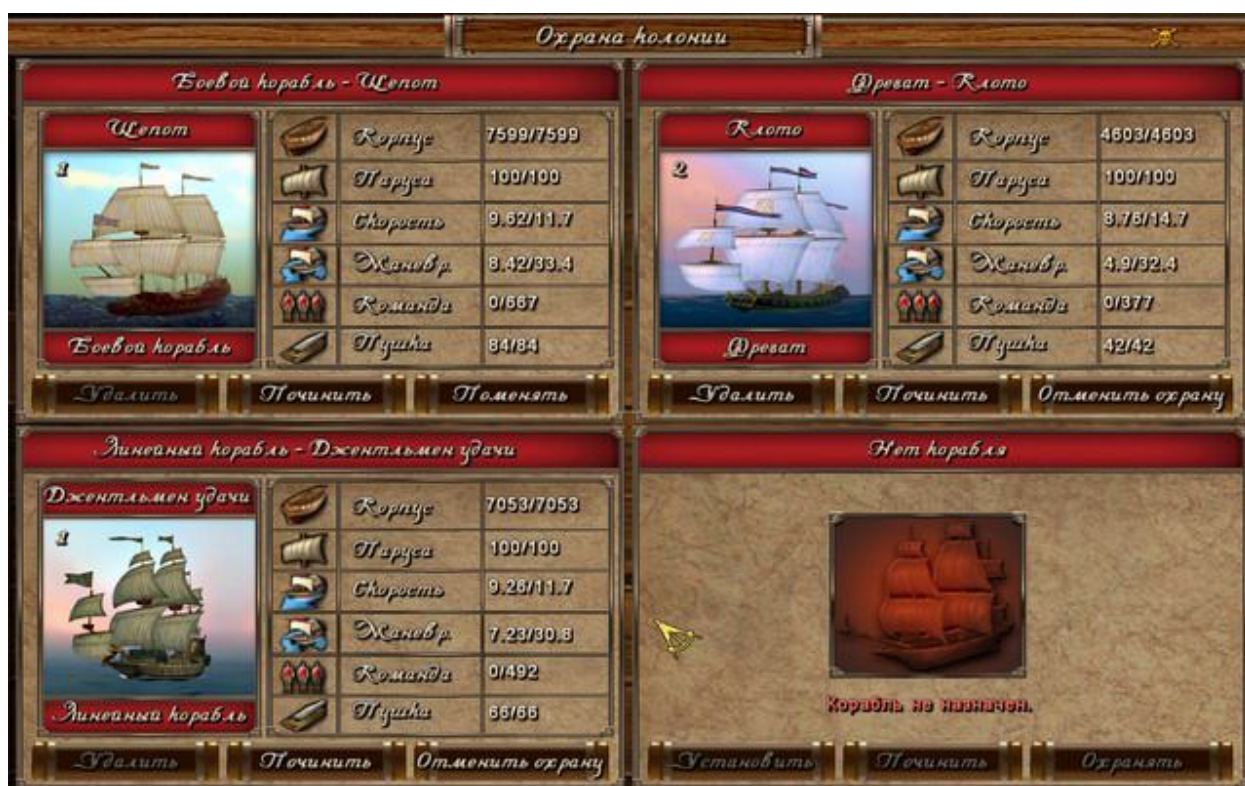 Охрана колонии
Боевой корабль - Шепот
Шепот
1
Корпус 7599/7599
Паруса 100/100
Скорость 9.62/11.7
Маневр. 8.42/33.4
Команда 0/667
Пушка 84/84
Боевой корабль
Удалить Починить Поменять
Фрегат - Клото
Клото
2
Корпус 4603/4603
Паруса 100/100
Скорость 8.76/14.7
Маневр. 4.9/32.4
Команда 0/377
Пушка 42/42
Фрегат
Удалить Починить Отменить охрану
Линейный корабль - Джентльмен удачи
Джентльмен удачи
1
Корпус 7053/7053
Паруса 100/100
Скорость 9.26/11.7
Маневр. 7.23/30.8
Команда 0/492
Пушка 66/66
Линейный корабль
Удалить Починить Отменить охрану
Нет корабля
Корабль не назначен.
Установить Починить Охранять